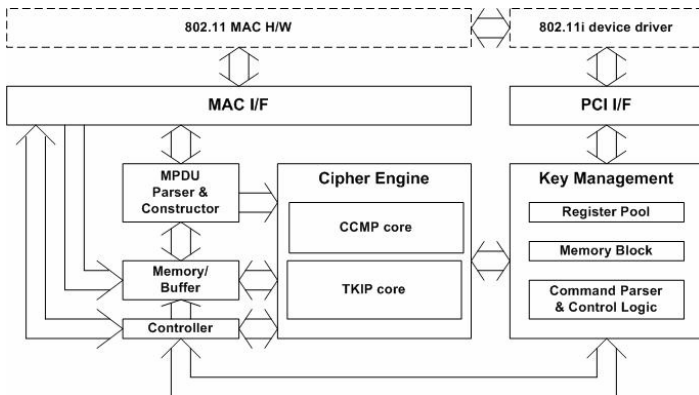 802.11 MAC H/W
802.11i device driver
MAC I/F
PCI I/F
MPDU
Parser &
Constructor
Cipher Engine
CCMP core
TKIP core
Key Management
Register Pool
Memory Block
Command Parser
& Control Logic
Memory/
Buffer
Controller